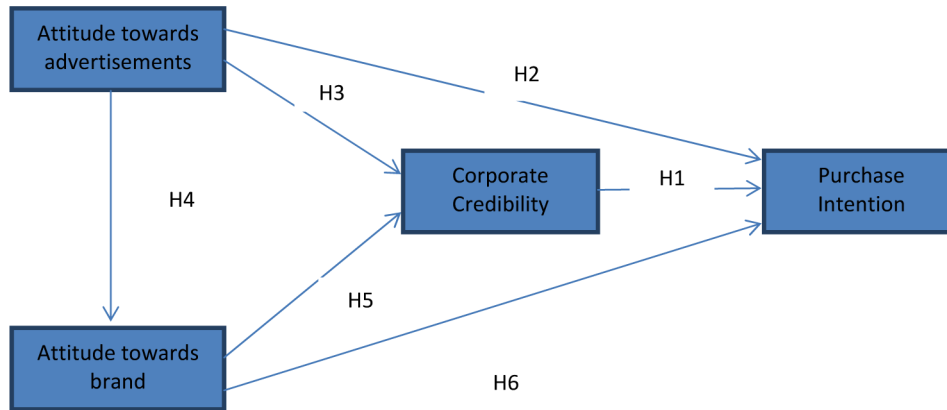 Attitude towards
advertisements
H2
H3
Corporate
Credibility
H1
Purchase
Intention
H4
H5
Attitude towards
brand
H6